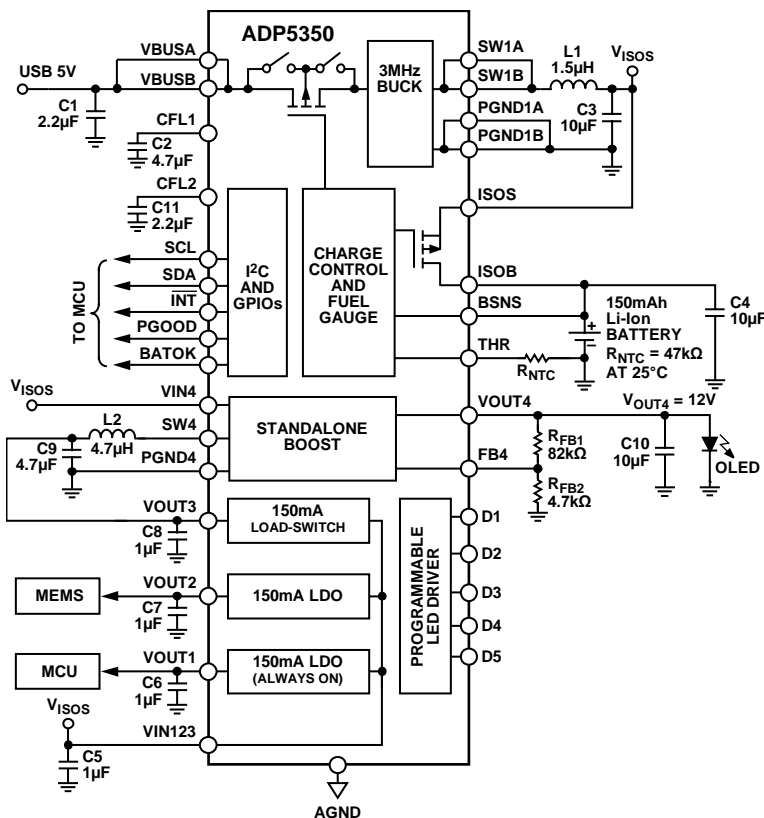 ADP5350
VBUSA
VBUSB
USB 5V
C1
2.2µF
CFL1
C2
4.7µF
CFL2
C11
2.2µF
3MHz
BUCK
SW1A
SW1B
PGND1A
PGND1B
L1
1.5µH
VISOS
C3
10µF
ISOS
SCL
SDA
INT
PGOOD
BATOK
TO MCU
I2C
AND
GPIOs
CHARGE
CONTROL
AND
FUEL
GAUGE
ISOB
BSNS
THR
RNTC
150mAh
Li-Ion
BATTERY
RNTC = 47kΩ
AT 25°C
+
–
C4
10µF
VISOS
VIN4
L2
4.7µH
SW4
C9
4.7µF
PGND4
STANDALONE
BOOST
VOUT4
FB4
VOUT4 = 12V
RFB1
82kΩ
RFB2
4.7kΩ
C10
10µF
OLED
VOUT3
C8
1µF
150mA
LOAD-SWITCH
MEMS
VOUT2
C7
1µF
150mA LDO
MCU
VOUT1
C6
1µF
150mA LDO
(ALWAYS ON)
PROGRAMMABLE
LED DRIVER
D1
D2
D3
D4
D5
VISOS
VIN123
C5
1µF
AGND